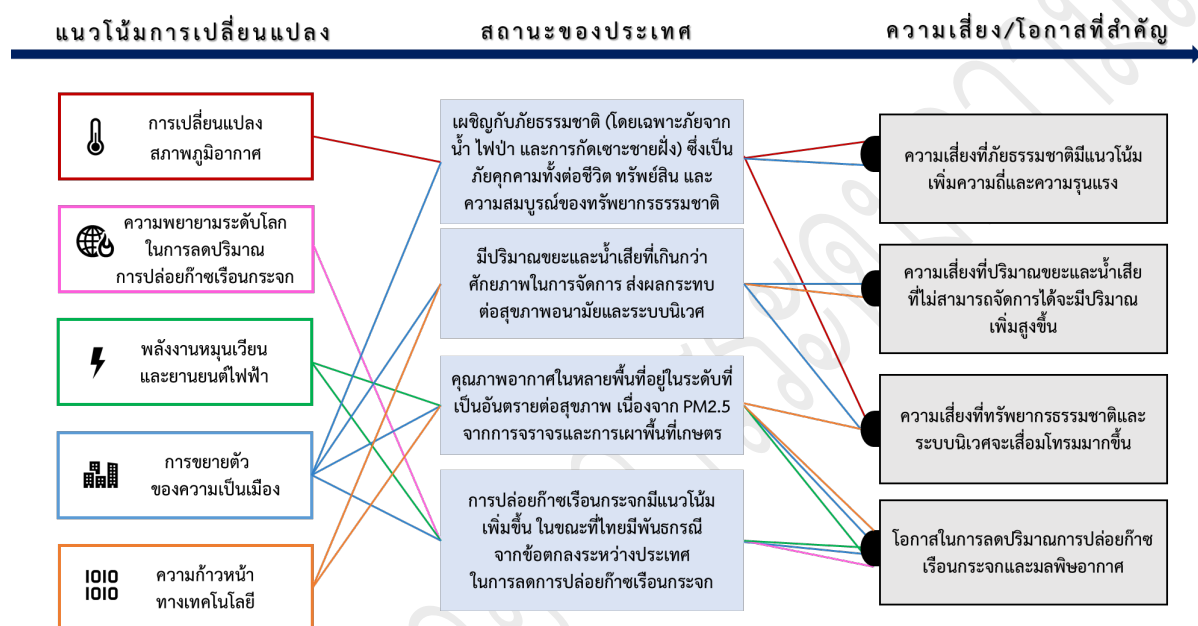 แนวโน้มการเปลี่ยนแปลง
สถานะของประเทศ
ความเสี่ยง/โอกาสที่สำคัญ
การเปลี่ยนแปลง
สภาพภูมิอากาศ
ความพยายามระดับโลก
ในการลดปริมาณ
การปล่อยก๊าซเรือนกระจก
พลังงานหมุนเวียน
และยานยนต์ไฟฟ้า
การขยายตัว
ของความเป็นเมือง
1010
1010
ความก้าวหน้า
ทางเทคโนโลยี
เผชิญกับภัยธรรมชาติ (โดยเฉพาะภัยจาก
น้ำ ไฟป่า และการกัดเซาะชายฝั่ง) ซึ่งเป็น
ภัยคุกคามทั้งต่อชีวิต ทรัพย์สิน และ
ความสมบูรณ์ของทรัพยากรธรรมชาติ
มีปริมาณขยะและน้ำเสียที่เกินกว่า
ศักยภาพในการจัดการ ส่งผลกระทบ
ต่อสุขภาพอนามัยและระบบนิเวศ
คุณภาพอากาศในหลายพื้นที่อยู่ในระดับที่
เป็นอันตรายต่อสุขภาพ เนื่องจาก PM2.5
จากการจราจรและการเผาพื้นที่เกษตร
การปล่อยก๊าซเรือนกระจกมีแนวโน้ม
เพิ่มขึ้น ในขณะที่ไทยมีพันธกรณี
จากข้อตกลงระหว่างประเทศ
ในการลดการปล่อยก๊าซเรือนกระจก
ความเสี่ยงที่ภัยธรรมชาติมีแนวโน้ม
เพิ่มความถี่และความรุนแรง
ความเสี่ยงที่ปริมาณขยะและน้ำเสีย
ที่ไม่สามารถจัดการได้จะมีปริมาณ
เพิ่มสูงขึ้น
ความเสี่ยงที่ทรัพยากรธรรมชาติและ
ระบบนิเวศจะเสื่อมโทรมมากขึ้น
โอกาสในการลดปริมาณการปล่อยก๊าซ
เรือนกระจกและมลพิษอากาศ